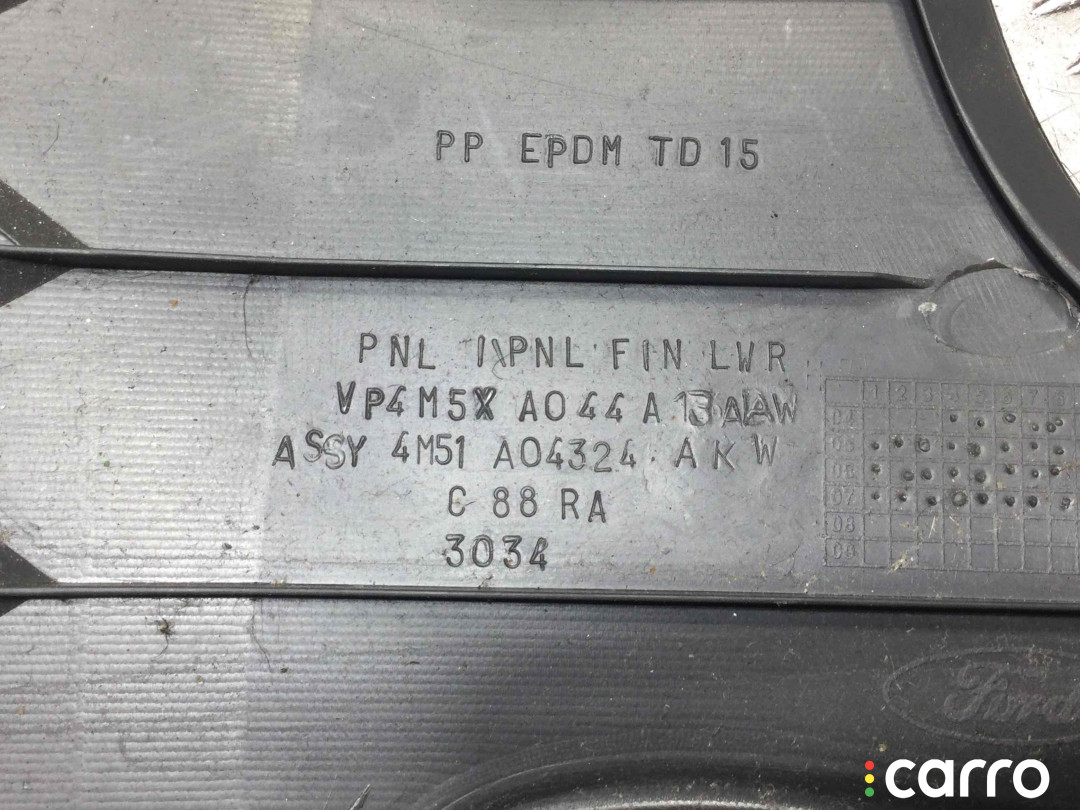 PP EPDM TD 15
PNL I\PNL FIN LWR
VP4M5X A044A
ASSY 4M51 A04324 AKW
C 88 RA
3034
1 2 3 4 5 6 7 8
04
05
06
07
08
09
Ford
carro